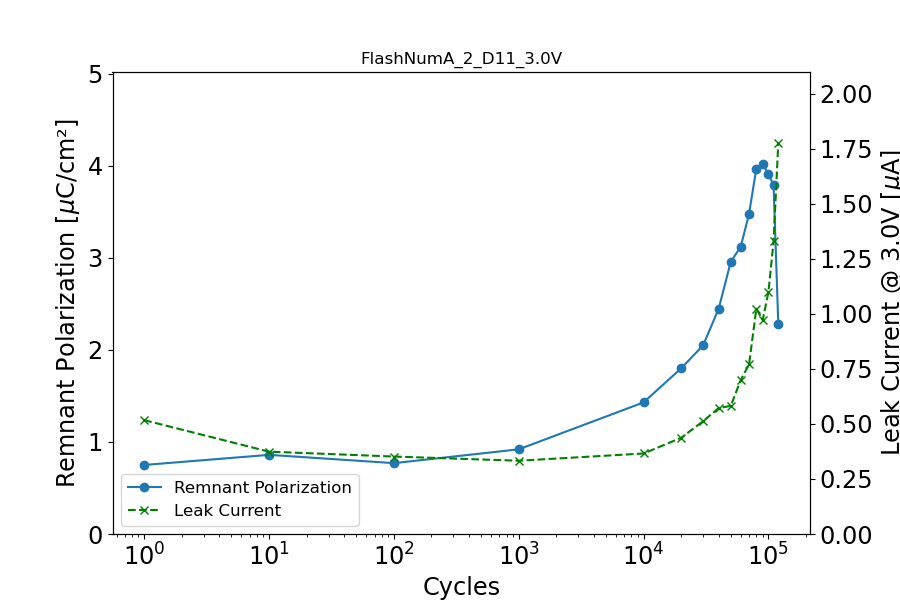 FlashNumA_2_D11_3.0V
Remnant Polarization [μC/cm²]
5
4
3
2
1
0
2.00
1.75
1.50
1.25
1.00
0.75
0.50
0.25
0.00
Leak Current @ 3.0V [μA]
Remnant Polarization
Leak Current
10⁰ 10¹ 10² 10³ 10⁴ 10⁵
Cycles